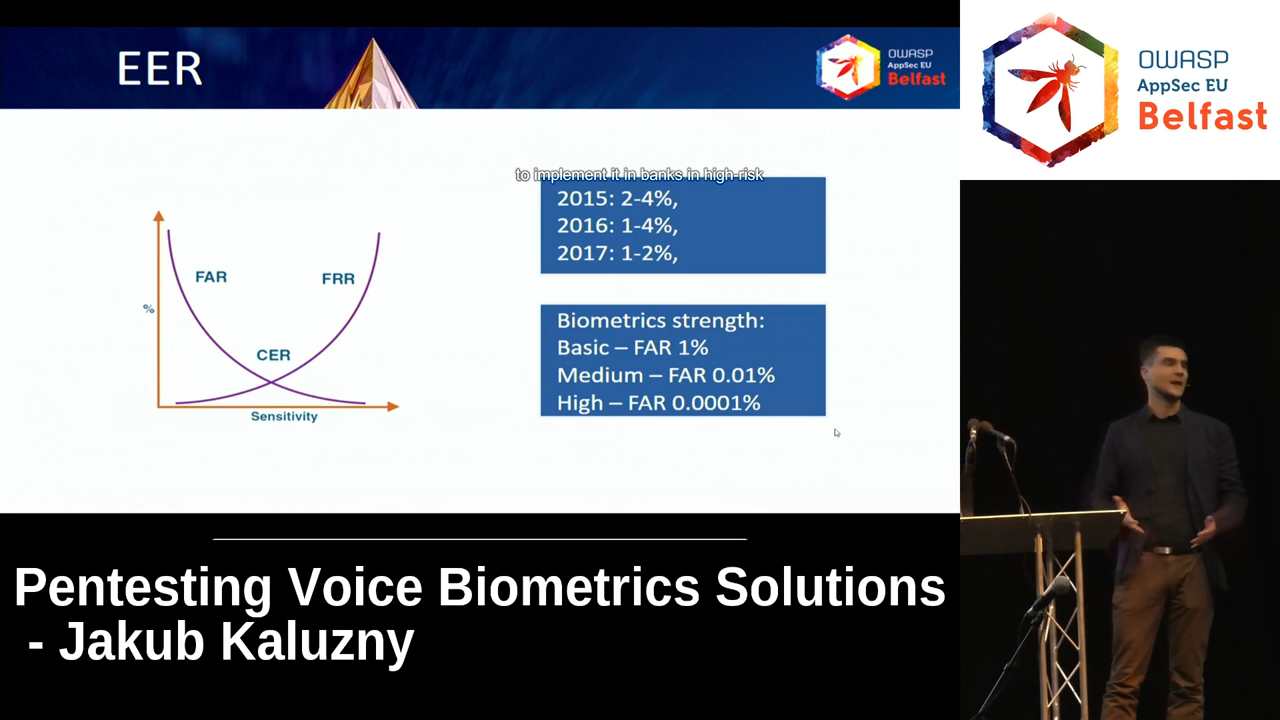 EER
OWASP
AppSec EU
Belfast
OWASP
AppSec EU
Belfast
to implement it in banks in high-risk
2015: 2-4%,
2016: 1-4%,
2017: 1-2%,
FAR
FRR
%
CER
Sensitivity
Biometrics strength:
Basic – FAR 1%
Medium – FAR 0.01%
High – FAR 0.0001%
Pentesting Voice Biometrics Solutions
- Jakub Kaluzny